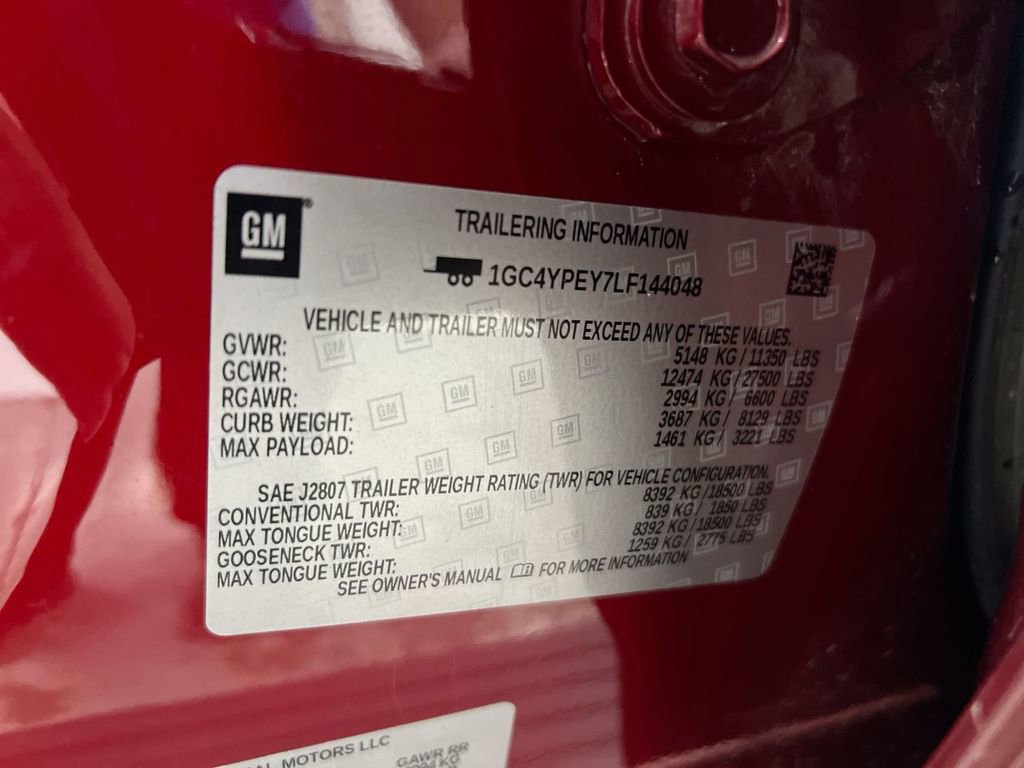 GM
TRAILERING INFORMATION
1GC4YPEY7LF144048
VEHICLE AND TRAILER MUST NOT EXCEED ANY OF THESE VALUES.
GVWR: 5148 KG / 11350 LBS
GCWR: 12474 KG / 27500 LBS
RGAWR: 2994 KG / 6600 LBS
CURB WEIGHT: 3687 KG / 8129 LBS
MAX PAYLOAD: 1461 KG / 3221 LBS
SAE J2807 TRAILER WEIGHT RATING (TWR) FOR VEHICLE CONFIGURATION.
CONVENTIONAL TWR: 8392 KG / 18500 LBS
MAX TONGUE WEIGHT: 839 KG / 1850 LBS
GOOSENECK TWR: 8392 KG / 18500 LBS
MAX TONGUE WEIGHT: 1259 KG / 2775 LBS
SEE OWNER'S MANUAL FOR MORE INFORMATION
MOTORS LLC
GAWR RR